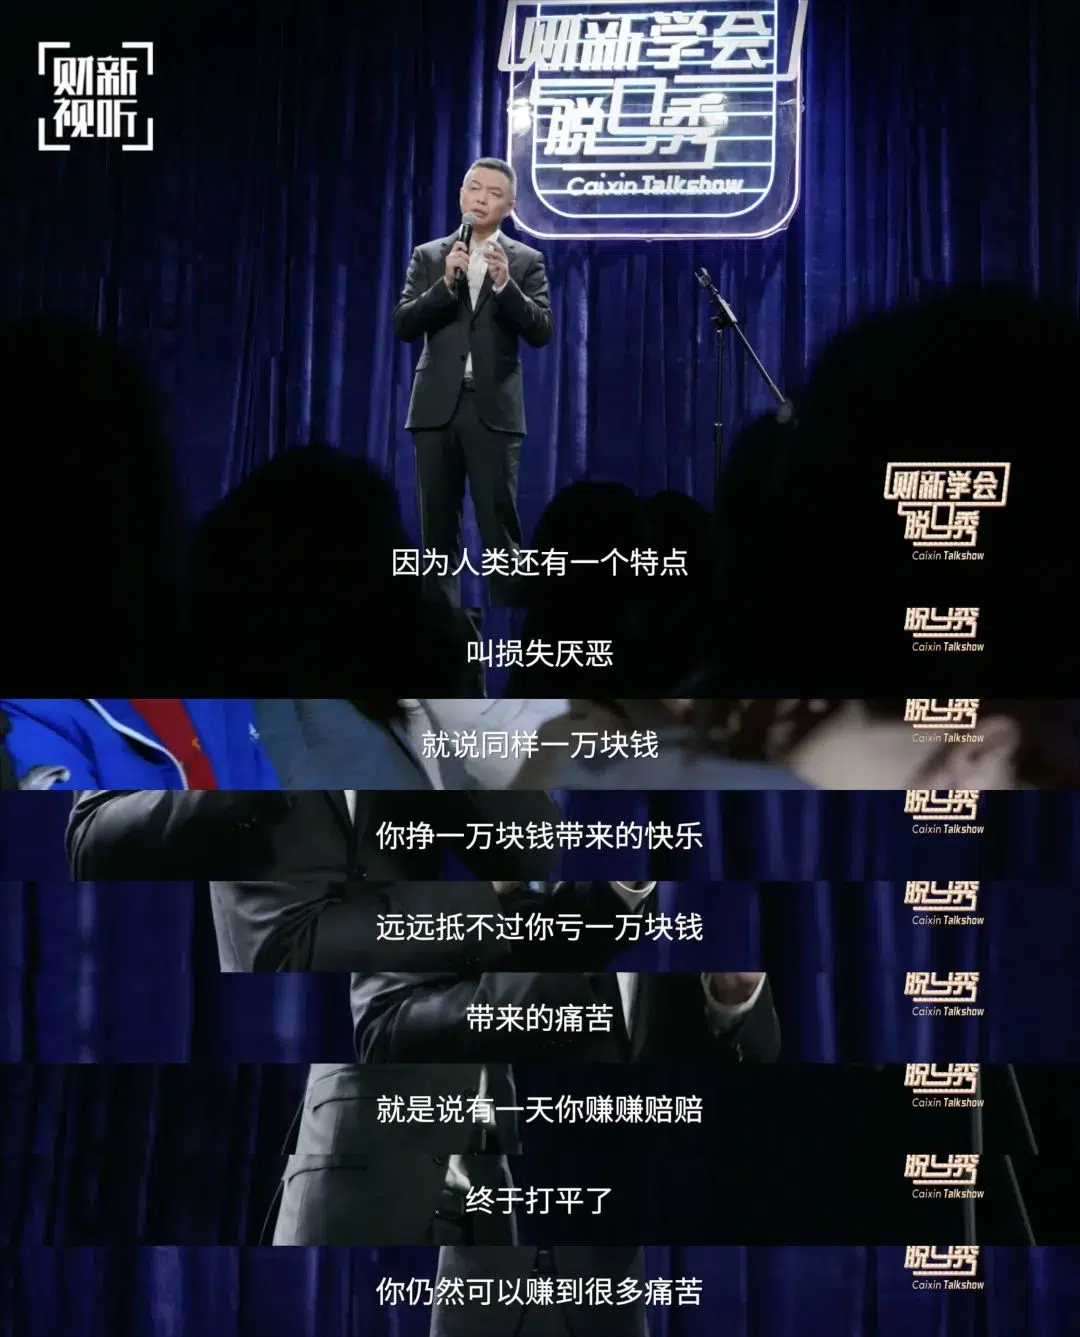 财新
视听
财新学会
脱口秀
Caixin Talkshow
财新学会
脱口秀
Caixin Talkshow
因为人类还有一个特点
脱口秀
Caixin Talkshow
叫损失厌恶
脱口秀
Caixin Talkshow
就说同样一万块钱
脱口秀
Caixin Talkshow
你挣一万块钱带来的快乐
脱口秀
Caixin Talkshow
远远抵不过你亏一万块钱
脱口秀
Caixin Talkshow
带来的痛苦
脱口秀
Caixin Talkshow
就是说有一天你赚赚赔赔
脱口秀
Caixin Talkshow
终于打平了
脱口秀
Caixin Talkshow
你仍然可以赚到很多痛苦